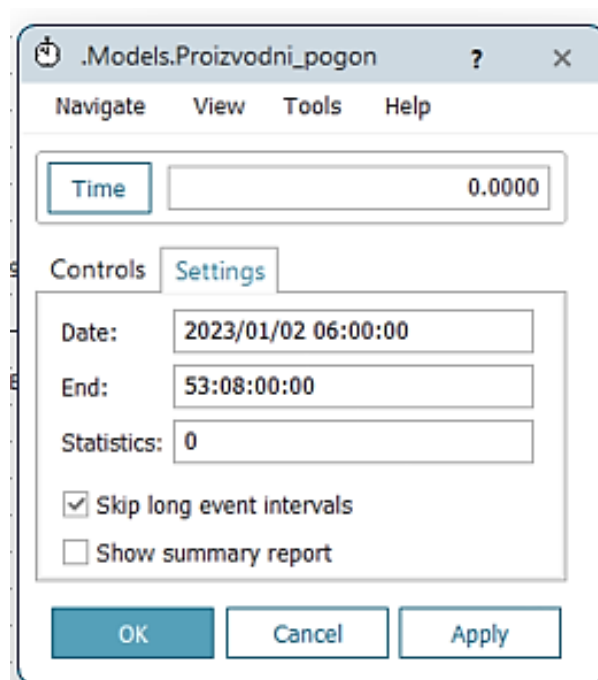 .Models.Proizvodni_pogon ? ×
Navigate View Tools Help
Time 0.0000
Controls Settings
Date: 2023/01/02 06:00:00
End: 53:08:00:00
Statistics: 0
Skip long event intervals
Show summary report
OK Cancel Apply